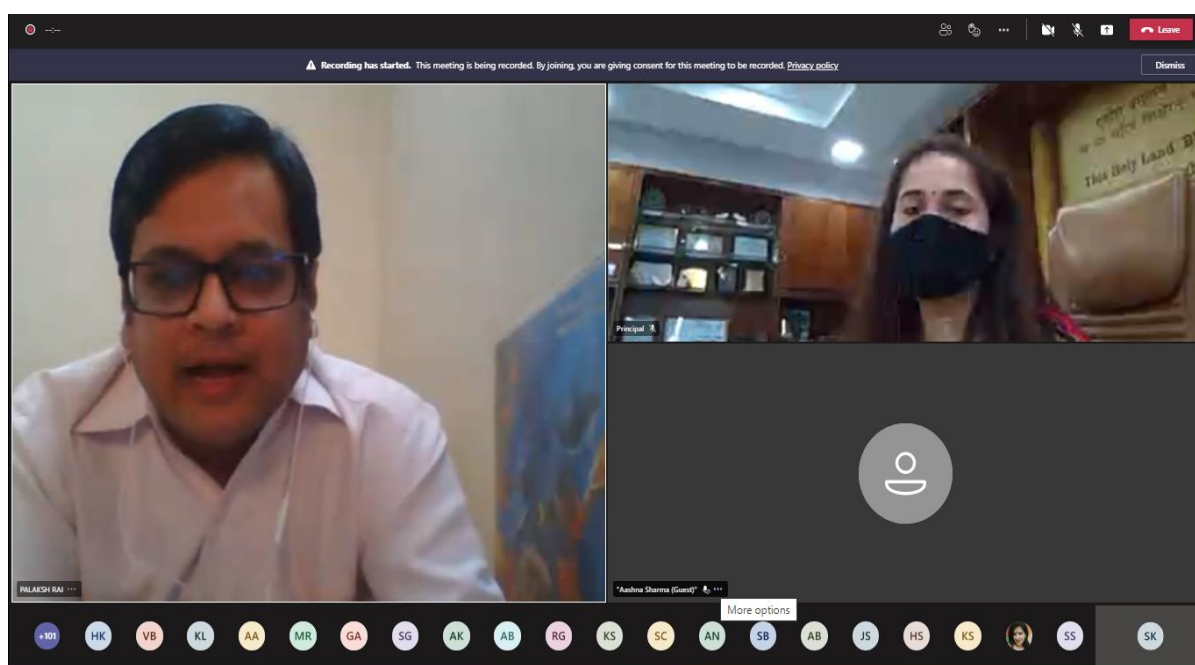 --:--
Leave
Recording has started. This meeting is being recorded. By joining, you are giving consent for this meeting to be recorded. Privacy policy
Dismiss
This Holy Land
Principal
PALAKSH RAI ...
"Aashna Sharma (Guest)" ...
More options
+101 HK VB KL AA MR GA SG AK AB RG KS SC AN SB AB JS HS KS SS SK